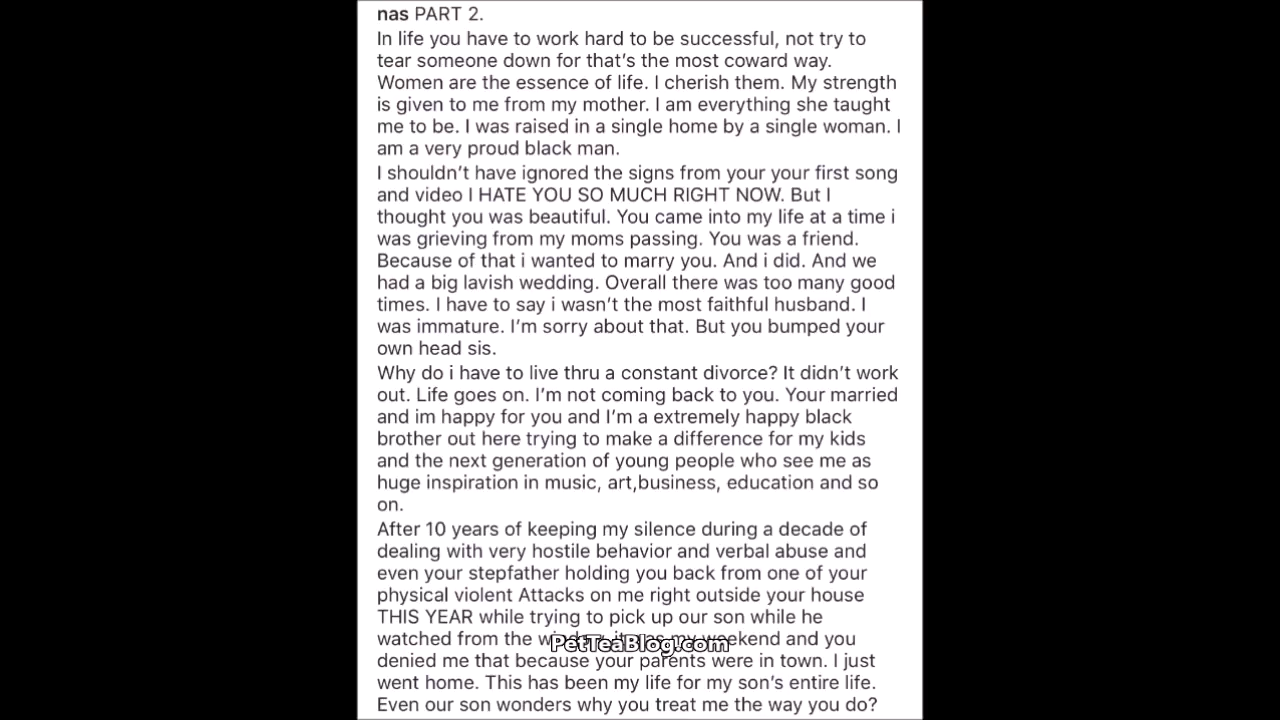 nas PART 2.
In life you have to work hard to be successful, not try to
tear someone down for that's the most coward way.
Women are the essence of life. I cherish them. My strength
is given to me from my mother. I am everything she taught
me to be. I was raised in a single home by a single woman. I
am a very proud black man.
I shouldn't have ignored the signs from your your first song
and video I HATE YOU SO MUCH RIGHT NOW. But I
thought you was beautiful. You came into my life at a time i
was grieving from my moms passing. You was a friend.
Because of that i wanted to marry you. And i did. And we
had a big lavish wedding. Overall there was too many good
times. I have to say i wasn't the most faithful husband. I
was immature. I'm sorry about that. But you bumped your
own head sis.
Why do i have to live thru a constant divorce? It didn't work
out. Life goes on. I'm not coming back to you. Your married
and im happy for you and I'm a extremely happy black
brother out here trying to make a difference for my kids
and the next generation of young people who see me as
huge inspiration in music, art,business, education and so
on.
After 10 years of keeping my silence during a decade of
dealing with very hostile behavior and verbal abuse and
even your stepfather holding you back from one of your
physical violent Attacks on me right outside your house
THIS YEAR while trying to pick up our son while he
watched from the my weekend and you
PetTeaBlog.com
denied me that because your parents were in town. I just
went home. This has been my life for my son's entire life.
Even our son wonders why you treat me the way you do?